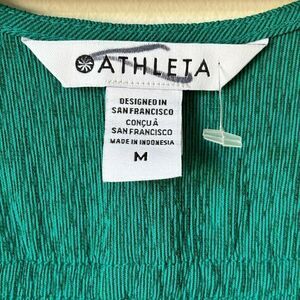 ATHLETA
DESIGNED IN
SAN FRANCISCO
CONÇU À
SAN FRANCISCO
MADE IN INDONESIA
M